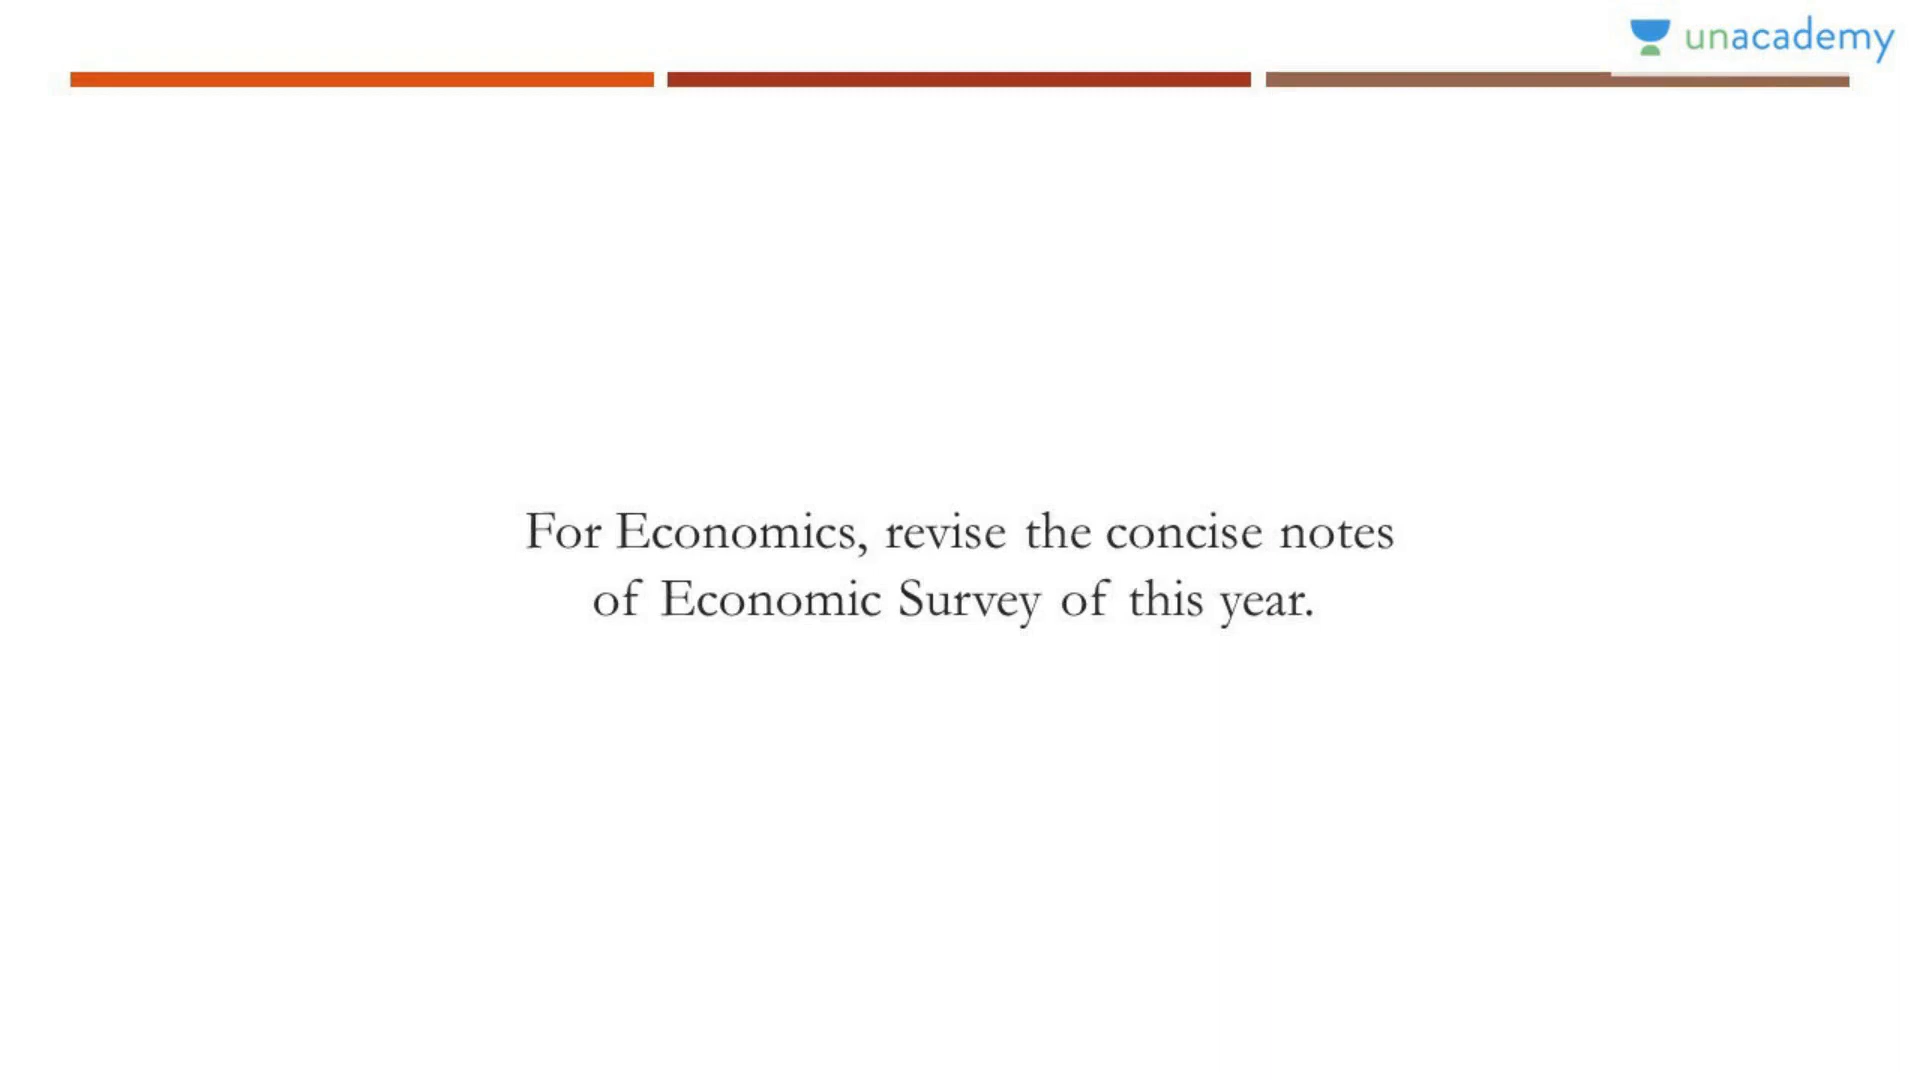 unacademy
For Economics, revise the concise notes
of Economic Survey of this year.